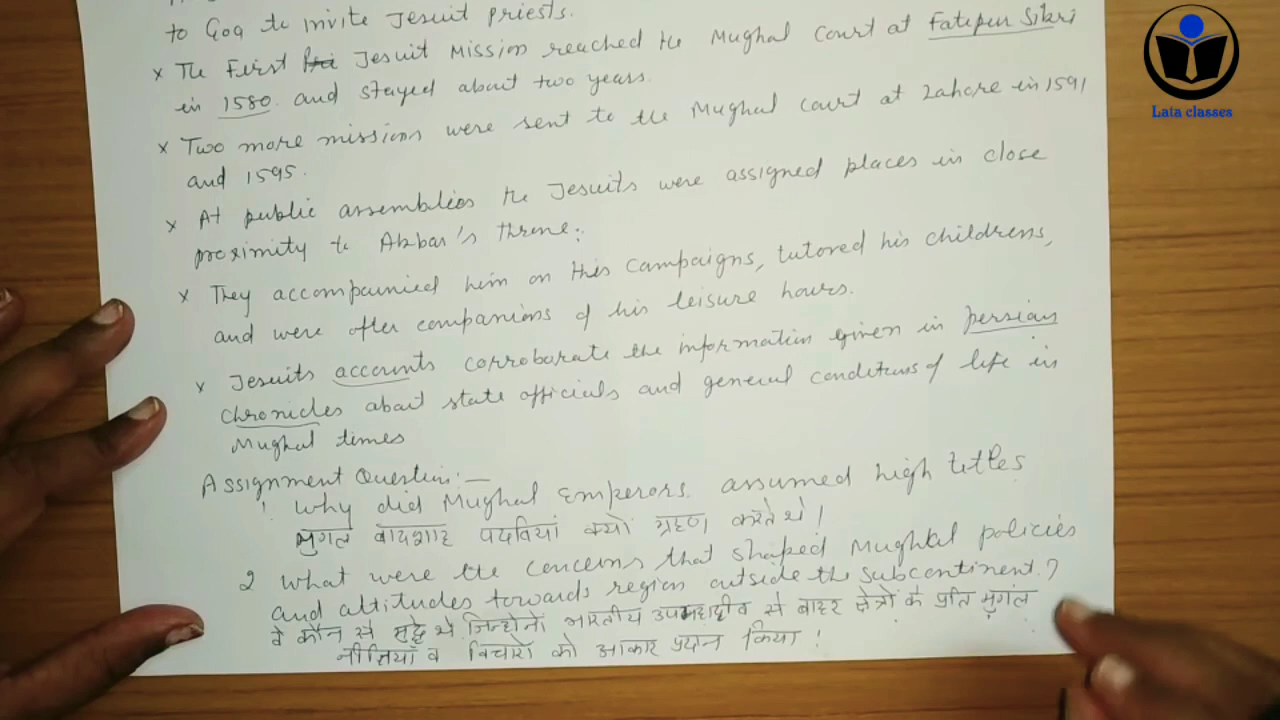 to Goa to invite Jesuit priests.
x The First Jesuit Mission reached the Mughal Court at Fatepur Sikri
in 1580 and stayed about two years.
x Two more missions were sent to the Mughal court at Lahore in 1591
and 1595.
x At public assemblies the Jesuits were assigned places in close
proximity to Akbar's throne:
x They accompanied him on this campaigns, tutored his childrens,
and were often companions of his leisure hours.
x Jesuits accounts corroborate the information given in persian
chronicles about state officials and general conditions of life in
Mughal times
Assignment Question:—
1 Why did Mughal Emperors assumed high titles
मुगल बादशाह पदवियां क्यों ग्रहण करते थे।
2 What were the concerns that shaped Mughal policies
and attitudes towards region outside the subcontinent?
वे कौन से मुद्दे थे जिन्होनें भारतीय उपमहाद्वीव से बाहर क्षेत्रों के प्रति मुगल
नीतियाँ व विचारों को आकार प्रदान किया!
Lata classes